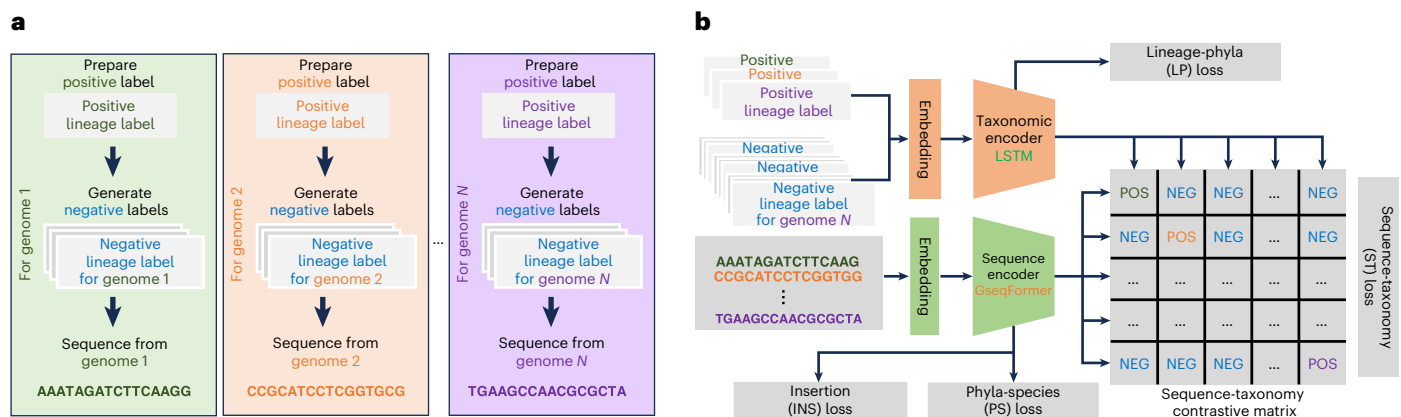 a
Prepare
positive label
Positive
lineage label
Generate
negative labels
Negative
lineage label
for genome 1
Sequence from
genome 1
AAATAGATCTTCAAGG
For genome 1
Prepare
positive label
Positive
lineage label
Generate
negative labels
Negative
lineage label
for genome 2
Sequence from
genome 2
CCGCATCCTCGGTGCG
For genome 2
...
Prepare
positive label
Positive
lineage label
Generate
negative labels
Negative
lineage label
for genome N
Sequence from
genome N
TGAAGCCAACGCGCTA
For genome N
b
Positive
Positive
Positive
lineage label
Negative
Negative
Negative
lineage label
for genome N
AAATAGATCTTCAAG
CCGCATCCTCGGTGG
⋮
TGAAGCCAACGCGCTA
Embedding
Embedding
Taxonomic
encoder
LSTM
Sequence
encoder
GseqFormer
Lineage-phyla
(LP) loss
Insertion
(INS) loss
Phyla-species
(PS) loss
POS NEG NEG ... NEG
NEG POS NEG ... NEG
... ... ... ... ...
... ... ... ... ...
NEG NEG NEG ... POS
Sequence-taxonomy
contrastive matrix
Sequence-taxonomy
(ST) loss